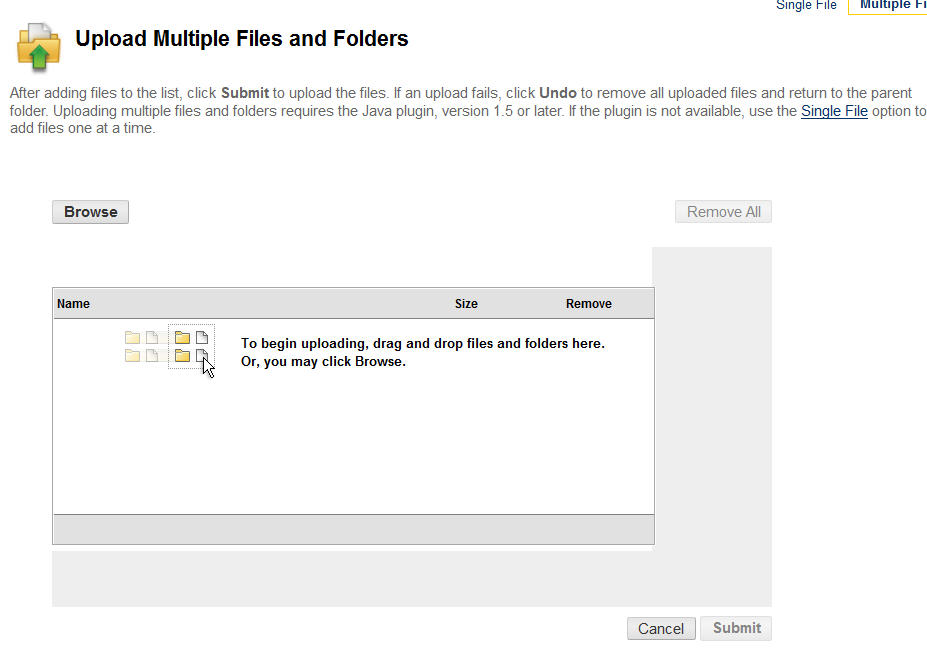 Single File
Multiple Fi
Upload Multiple Files and Folders
After adding files to the list, click Submit to upload the files. If an upload fails, click Undo to remove all uploaded files and return to the parent
folder. Uploading multiple files and folders requires the Java plugin, version 1.5 or later. If the plugin is not available, use the Single File option to
add files one at a time.
Browse
Remove All
Name Size Remove
To begin uploading, drag and drop files and folders here.
Or, you may click Browse.
Cancel
Submit